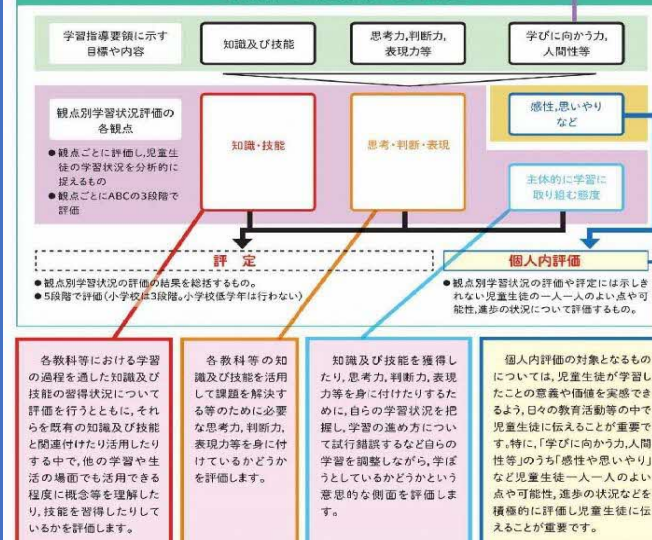 学習指導要領に示す
目標や内容
知識及び技能
思考力,判断力,
表現力等
学びに向かう力,
人間性等
観点別学習状況評価の
各観点
●観点ごとに評価し,児童生
徒の学習状況を分析的に
捉えるもの
●観点ごとにABCの3段階で
評価
知識・技能
思考・判断・表現
感性,思いやり
など
主体的に学習に
取り組む態度
評 定
●観点別学習状況の評価の結果を総括するもの。
●5段階で評価(小学校は3段階。小学校低学年は行わない)
個人内評価
●観点別学習状況の評価や評定には示しき
れない児童生徒の一人一人のよい点や可
能性,進歩の状況について評価するもの。
各教科等における学習
の過程を通した知識及び
技能の習得状況について
評価を行うとともに,それ
らを既有の知識及び技能
と関連付けたり活用したり
する中で,他の学習や生
活の場面でも活用できる
程度に概念等を理解した
り,技能を習得したりして
いるかを評価します。
各教科等の知
識及び技能を活用
して課題を解決す
る等のために必要
な思考力,判断力,
表現力等を身に付
けているかどうか
を評価します。
知識及び技能を獲得し
たり,思考力,判断力,表現
力等を身に付けたりするた
めに,自らの学習状況を把
握し,学習の進め方につい
て試行錯誤するなど自らの
学習を調整しながら,学ぼ
うとしているかどうかという
意思的な側面を評価しま
す。
個人内評価の対象となるもの
については,児童生徒が学習し
たことの意義や価値を実感でき
るよう,日々の教育活動等の中で
児童生徒に伝えることが重要で
す。特に,「学びに向かう力,人間
性等」のうち「感性や思いやり」
など児童生徒一人一人のよい
点や可能性,進歩の状況などを
積極的に評価し児童生徒に伝
えることが重要です。